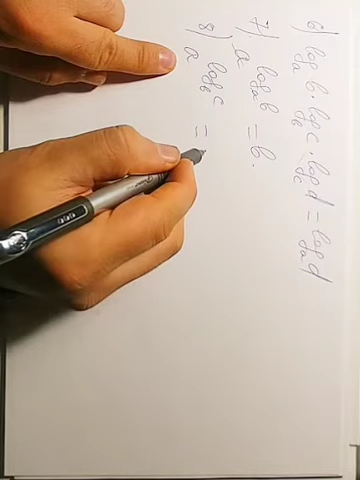 6) log_a b · log_b c · log_c d = log_a d
7) a^{log_a b} = b.
8) a^{log_b c} =